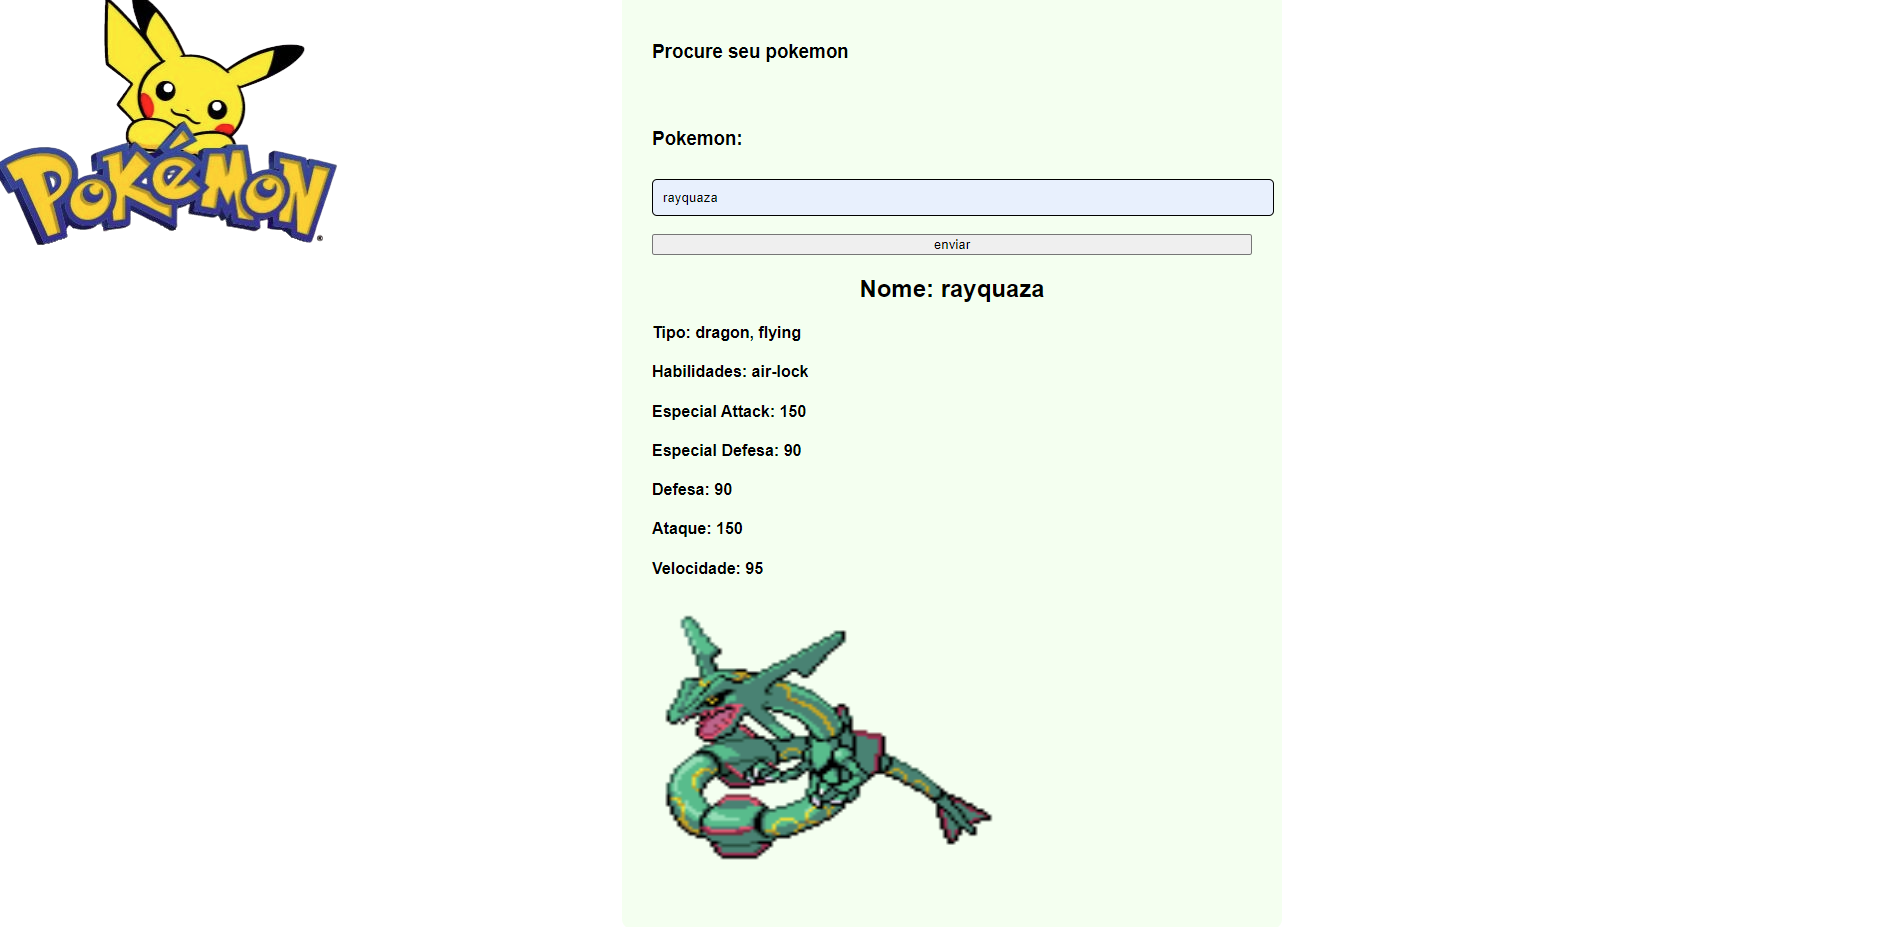 POKéMON
®
Procure seu pokemon
Pokemon:
rayquaza
enviar
Nome: rayquaza
Tipo: dragon, flying
Habilidades: air-lock
Especial Attack: 150
Especial Defesa: 90
Defesa: 90
Ataque: 150
Velocidade: 95